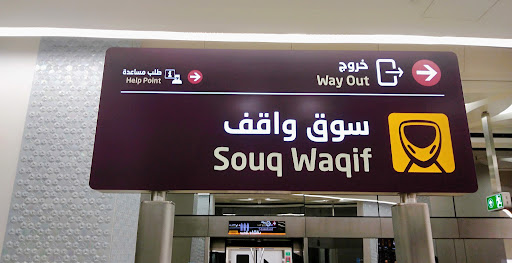 طلب مساعدة
Help Point
خروج
Way Out
سوق واقف
Souq Waqif